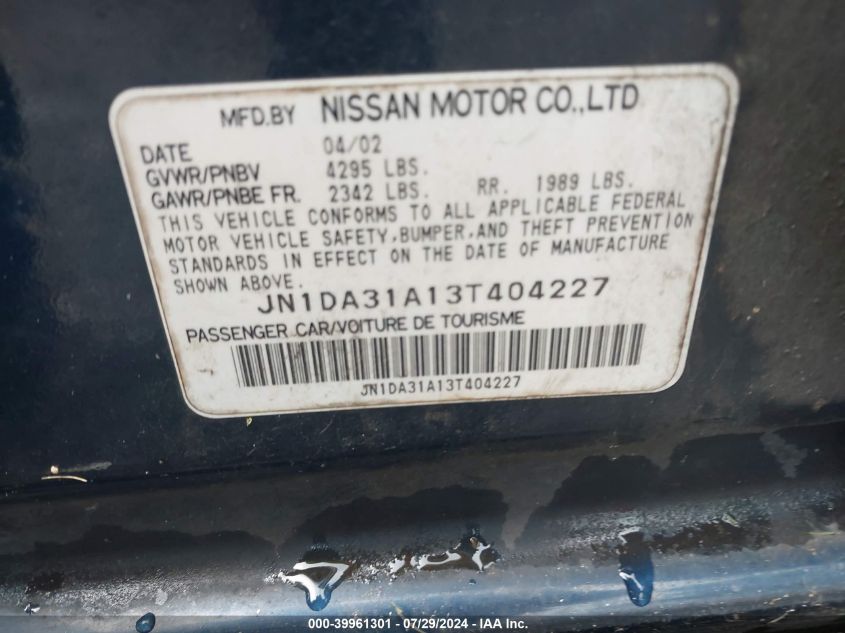 MFD.BY NISSAN MOTOR CO.,LTD
DATE 04/02
GVWR/PNBV 4295 LBS.
GAWR/PNBE FR. 2342 LBS. RR. 1989 LBS.
THIS VEHICLE CONFORMS TO ALL APPLICABLE FEDERAL
MOTOR VEHICLE SAFETY,BUMPER,AND THEFT PREVENTION
STANDARDS IN EFFECT ON THE DATE OF MANUFACTURE
SHOWN ABOVE.
JN1DA31A13T404227
PASSENGER CAR/VOITURE DE TOURISME
JN1DA31A13T404227
000-39961301 - 07/29/2024 - IAA Inc.